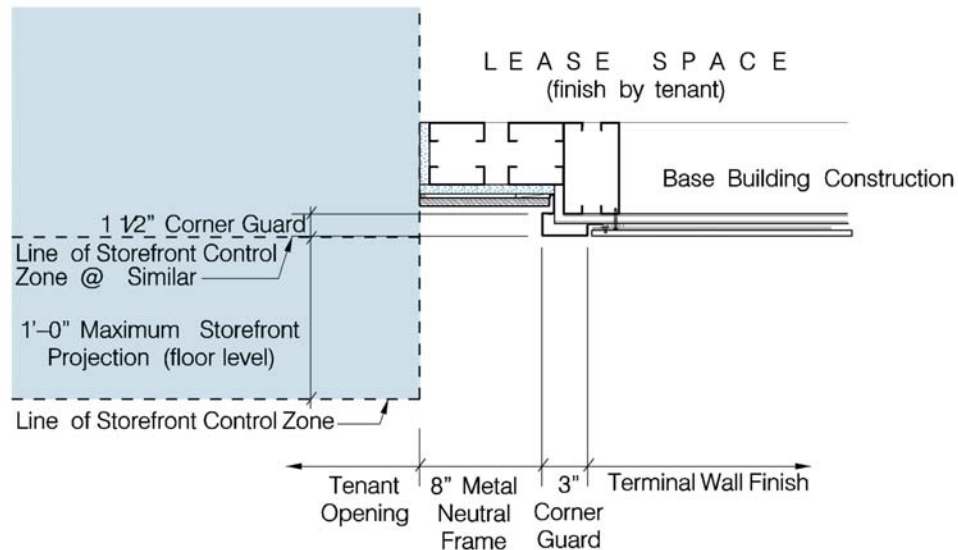 LEASE SPACE
(finish by tenant)
Base Building Construction
1 1/2" Corner Guard
Line of Storefront Control
Zone @ Similar
1'-0" Maximum Storefront
Projection (floor level)
Line of Storefront Control Zone
Tenant
Opening
8" Metal
Neutral
Frame
3"
Corner
Guard
Terminal Wall Finish